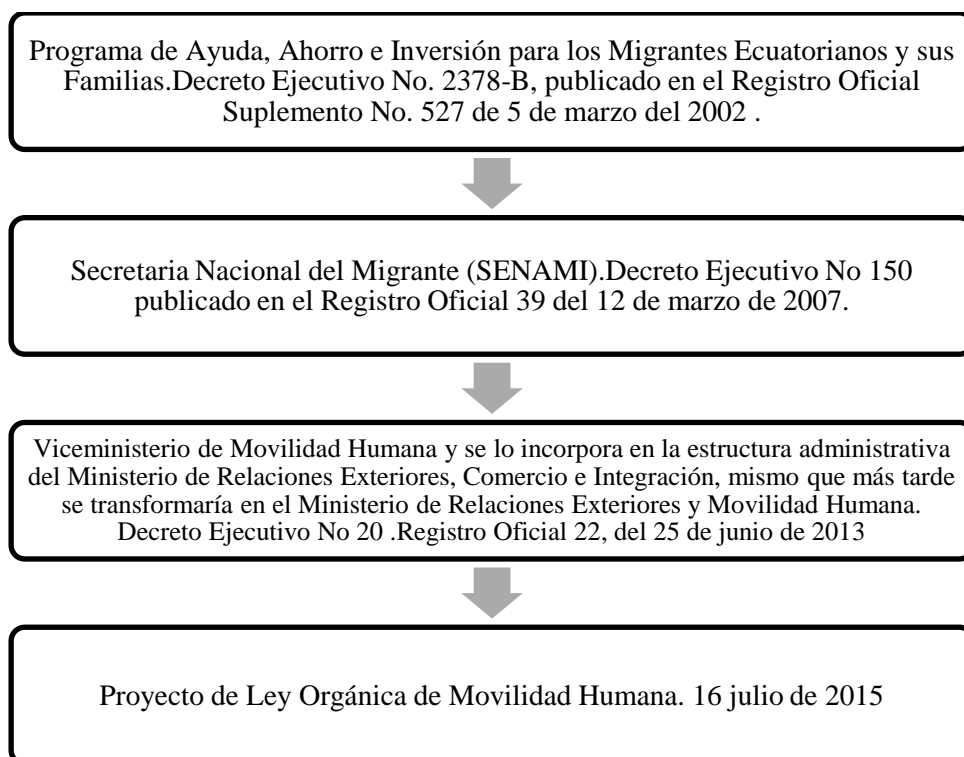 Programa de Ayuda, Ahorro e Inversión para los Migrantes Ecuatorianos y sus
Familias.Decreto Ejecutivo No. 2378-B, publicado en el Registro Oficial
Suplemento No. 527 de 5 de marzo del 2002 .
Secretaria Nacional del Migrante (SENAMI).Decreto Ejecutivo No 150
publicado en el Registro Oficial 39 del 12 de marzo de 2007.
Viceministerio de Movilidad Humana y se lo incorpora en la estructura administrativa
del Ministerio de Relaciones Exteriores, Comercio e Integración, mismo que más tarde
se transformaría en el Ministerio de Relaciones Exteriores y Movilidad Humana.
Decreto Ejecutivo No 20 .Registro Oficial 22, del 25 de junio de 2013
Proyecto de Ley Orgánica de Movilidad Humana. 16 julio de 2015